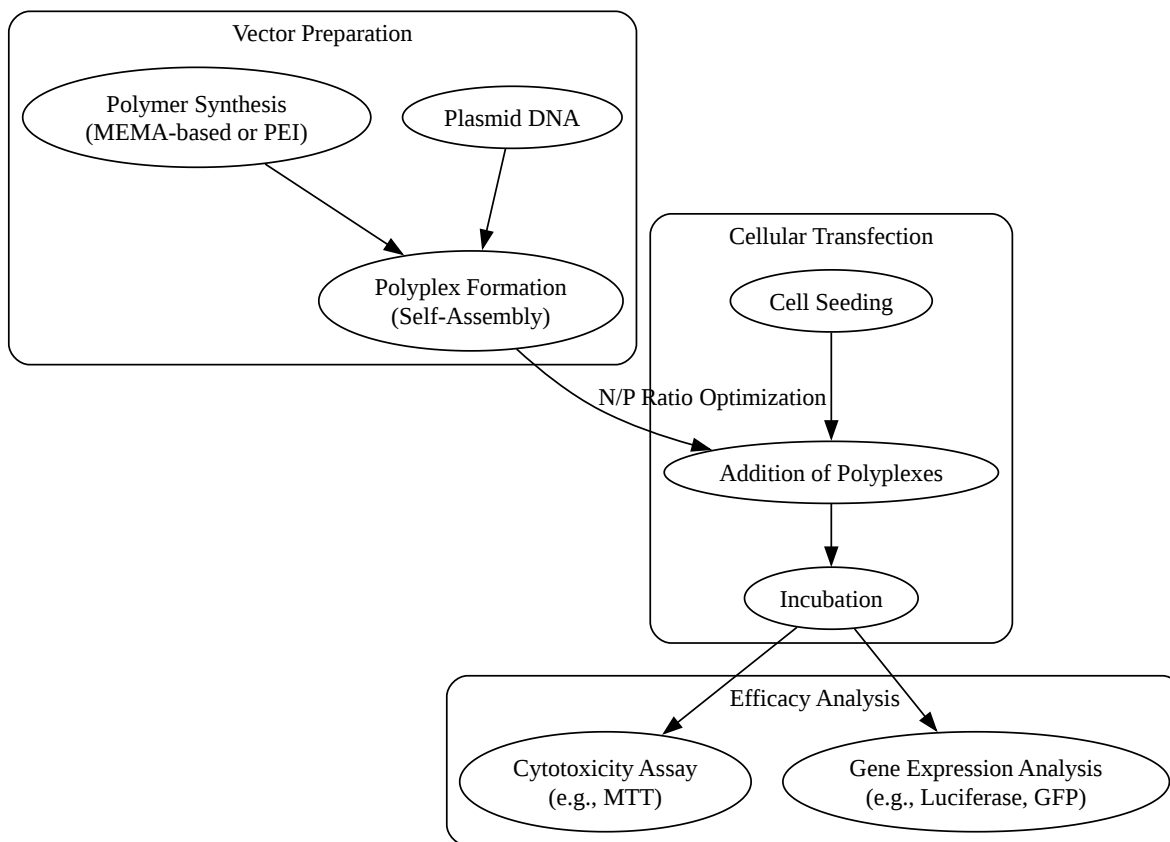 Vector Preparation
Polymer Synthesis
(MEMA-based or PEI)
Plasmid DNA
Polyplex Formation
(Self-Assembly)
Cellular Transfection
Cell Seeding
N/P Ratio Optimization
Addition of Polyplexes
Incubation
Efficacy Analysis
Cytotoxicity Assay
(e.g., MTT)
Gene Expression Analysis
(e.g., Luciferase, GFP)